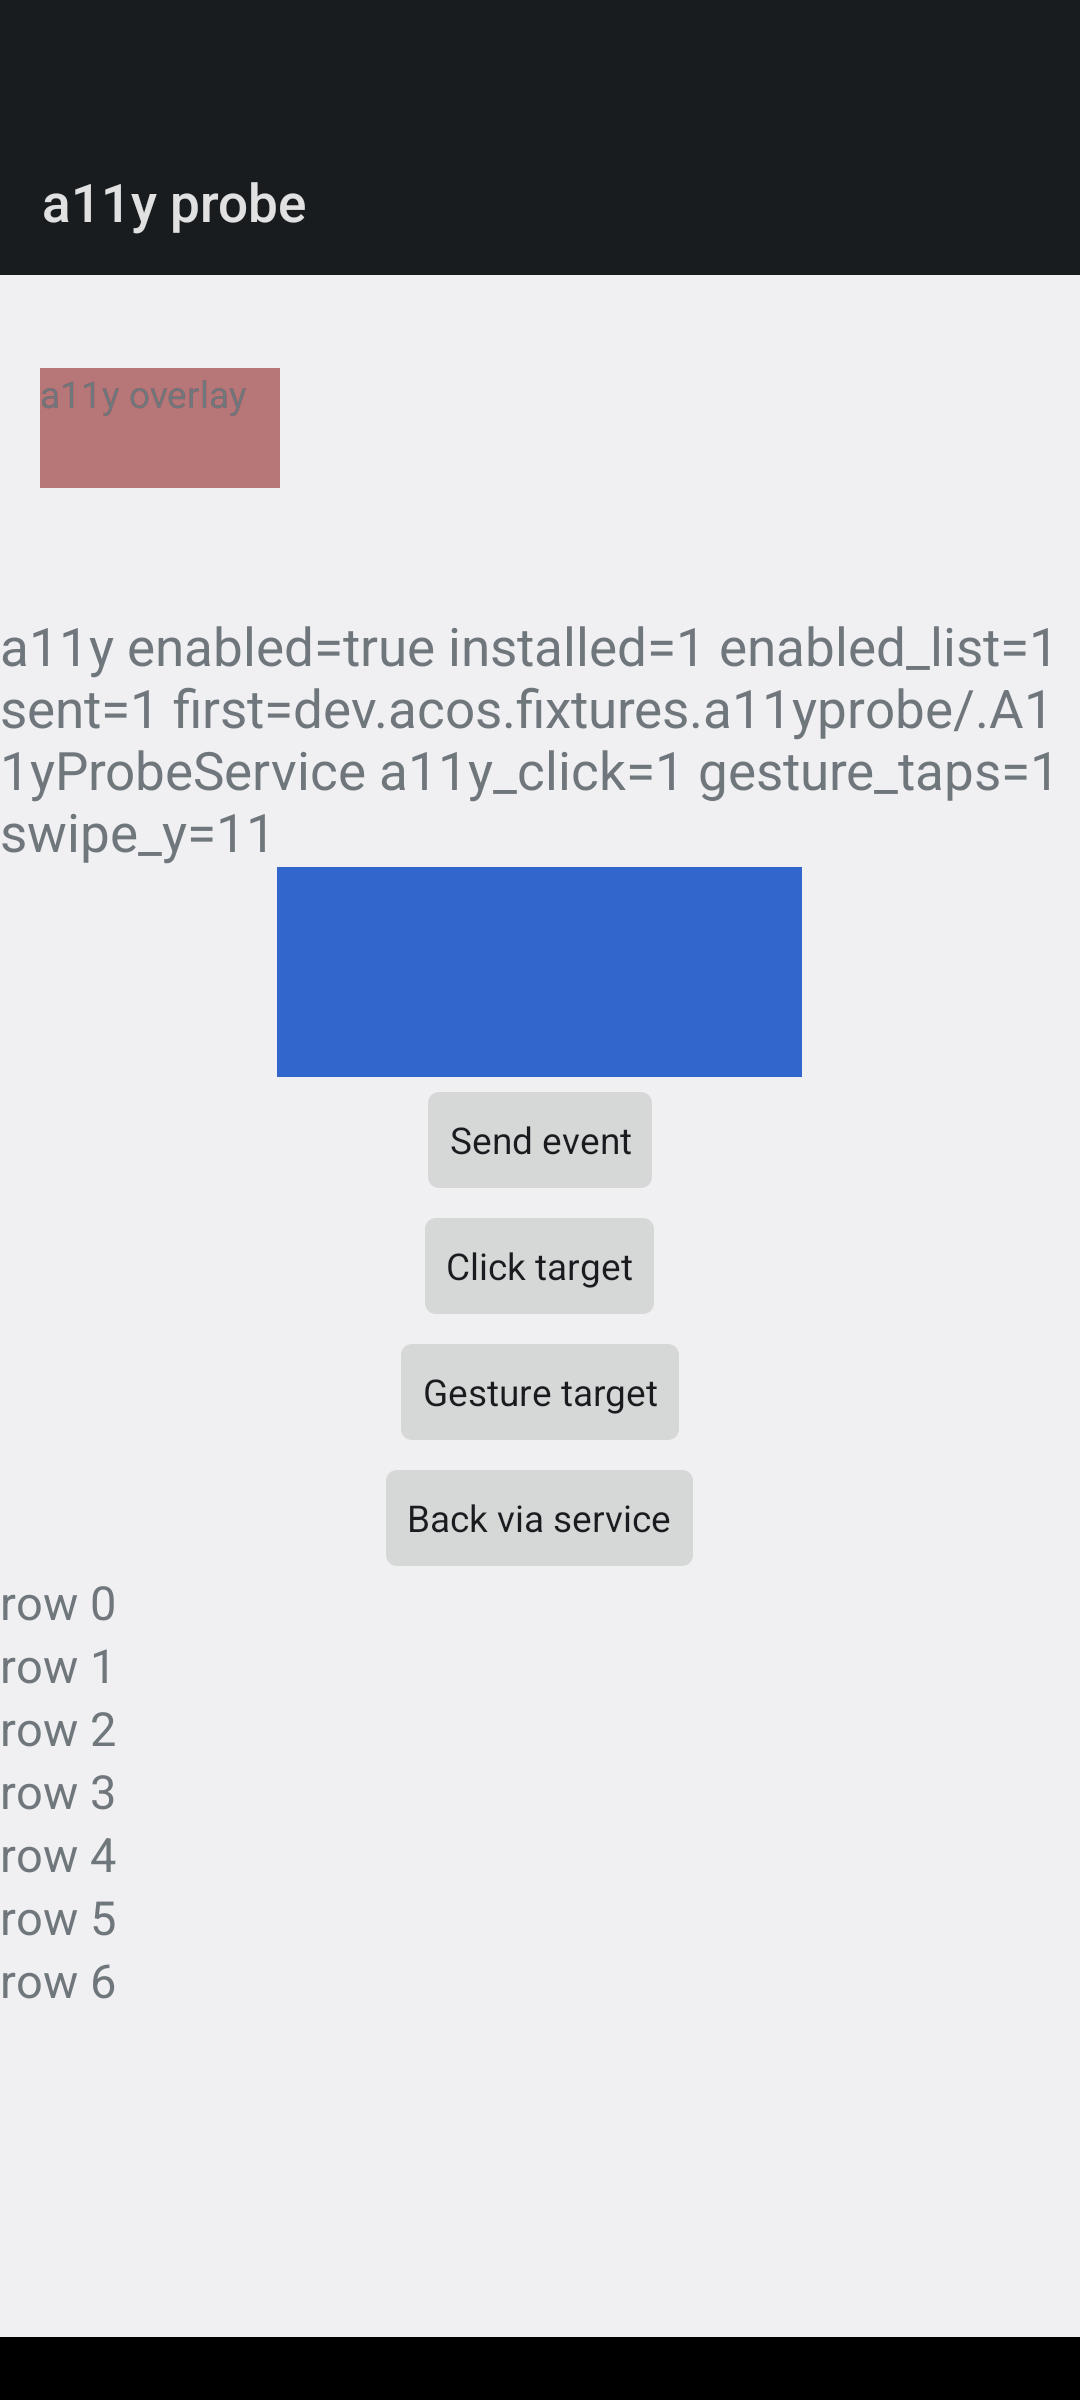 a11y probe
a11y overlay
a11y enabled=true installed=1 enabled_list=1
sent=1 first=dev.acos.fixtures.a11yprobe/.A1
1yProbeService a11y_click=1 gesture_taps=1
swipe_y=11
Send event
Click target
Gesture target
Back via service
row 0
row 1
row 2
row 3
row 4
row 5
row 6